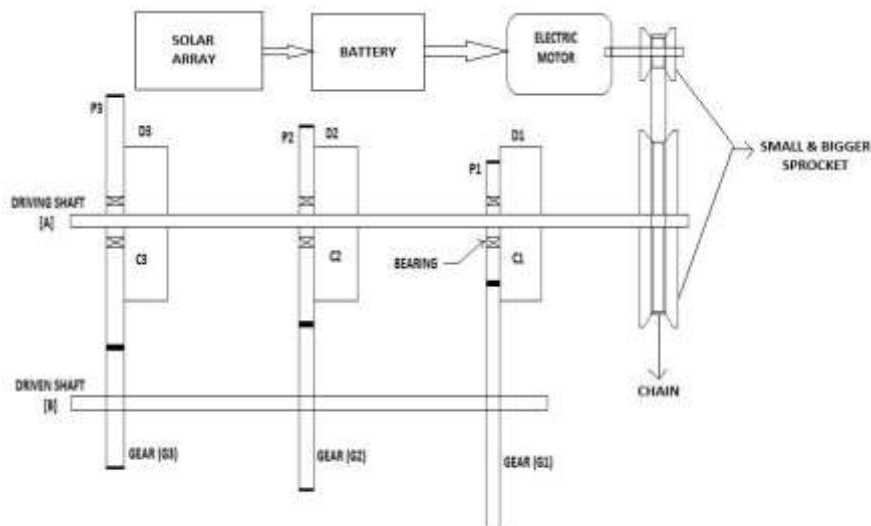 SOLAR
ARRAY
BATTERY
ELECTRIC
MOTOR
P3
D3
P2
D2
P1
D1
SMALL & BIGGER
SPROCKET
DRIVING SHAFT
[A]
C3
C2
BEARING
C1
DRIVEN SHAFT
[B]
CHAIN
GEAR (G3)
GEAR (G2)
GEAR (G1)